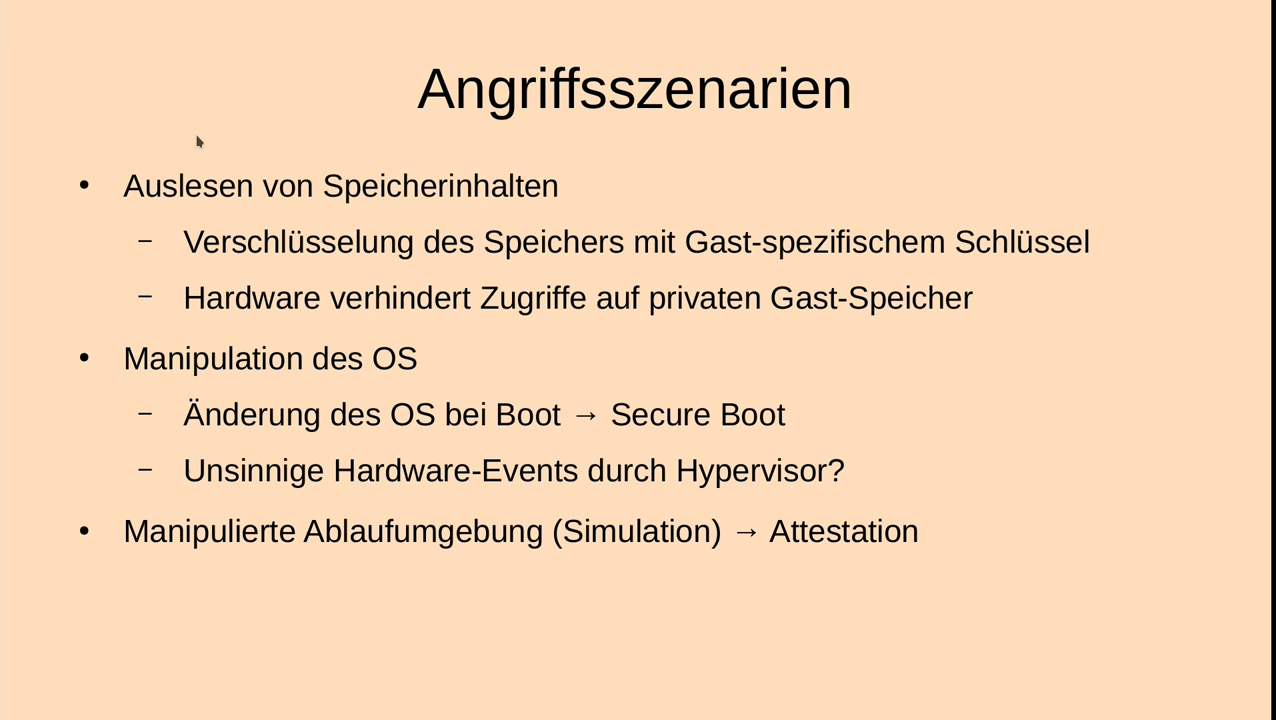 Angriffsszenarien
• Auslesen von Speicherinhalten
– Verschlüsselung des Speichers mit Gast-spezifischem Schlüssel
– Hardware verhindert Zugriffe auf privaten Gast-Speicher
• Manipulation des OS
– Änderung des OS bei Boot → Secure Boot
– Unsinnige Hardware-Events durch Hypervisor?
• Manipulierte Ablaufumgebung (Simulation) → Attestation